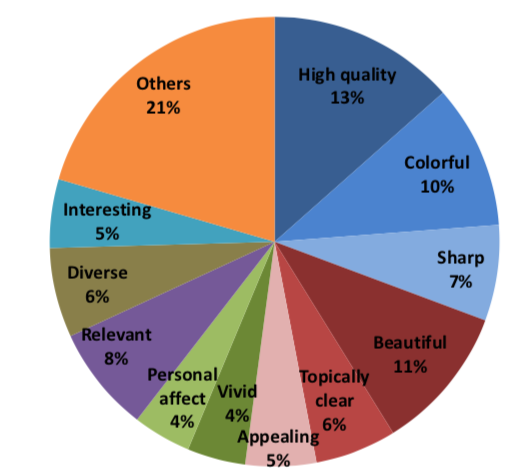 High quality
13%
Colorful
10%
Sharp
7%
Beautiful
11%
Topically
clear
6%
Appealing
5%
Vivid
4%
Personal
affect
4%
Relevant
8%
Diverse
6%
Interesting
5%
Others
21%